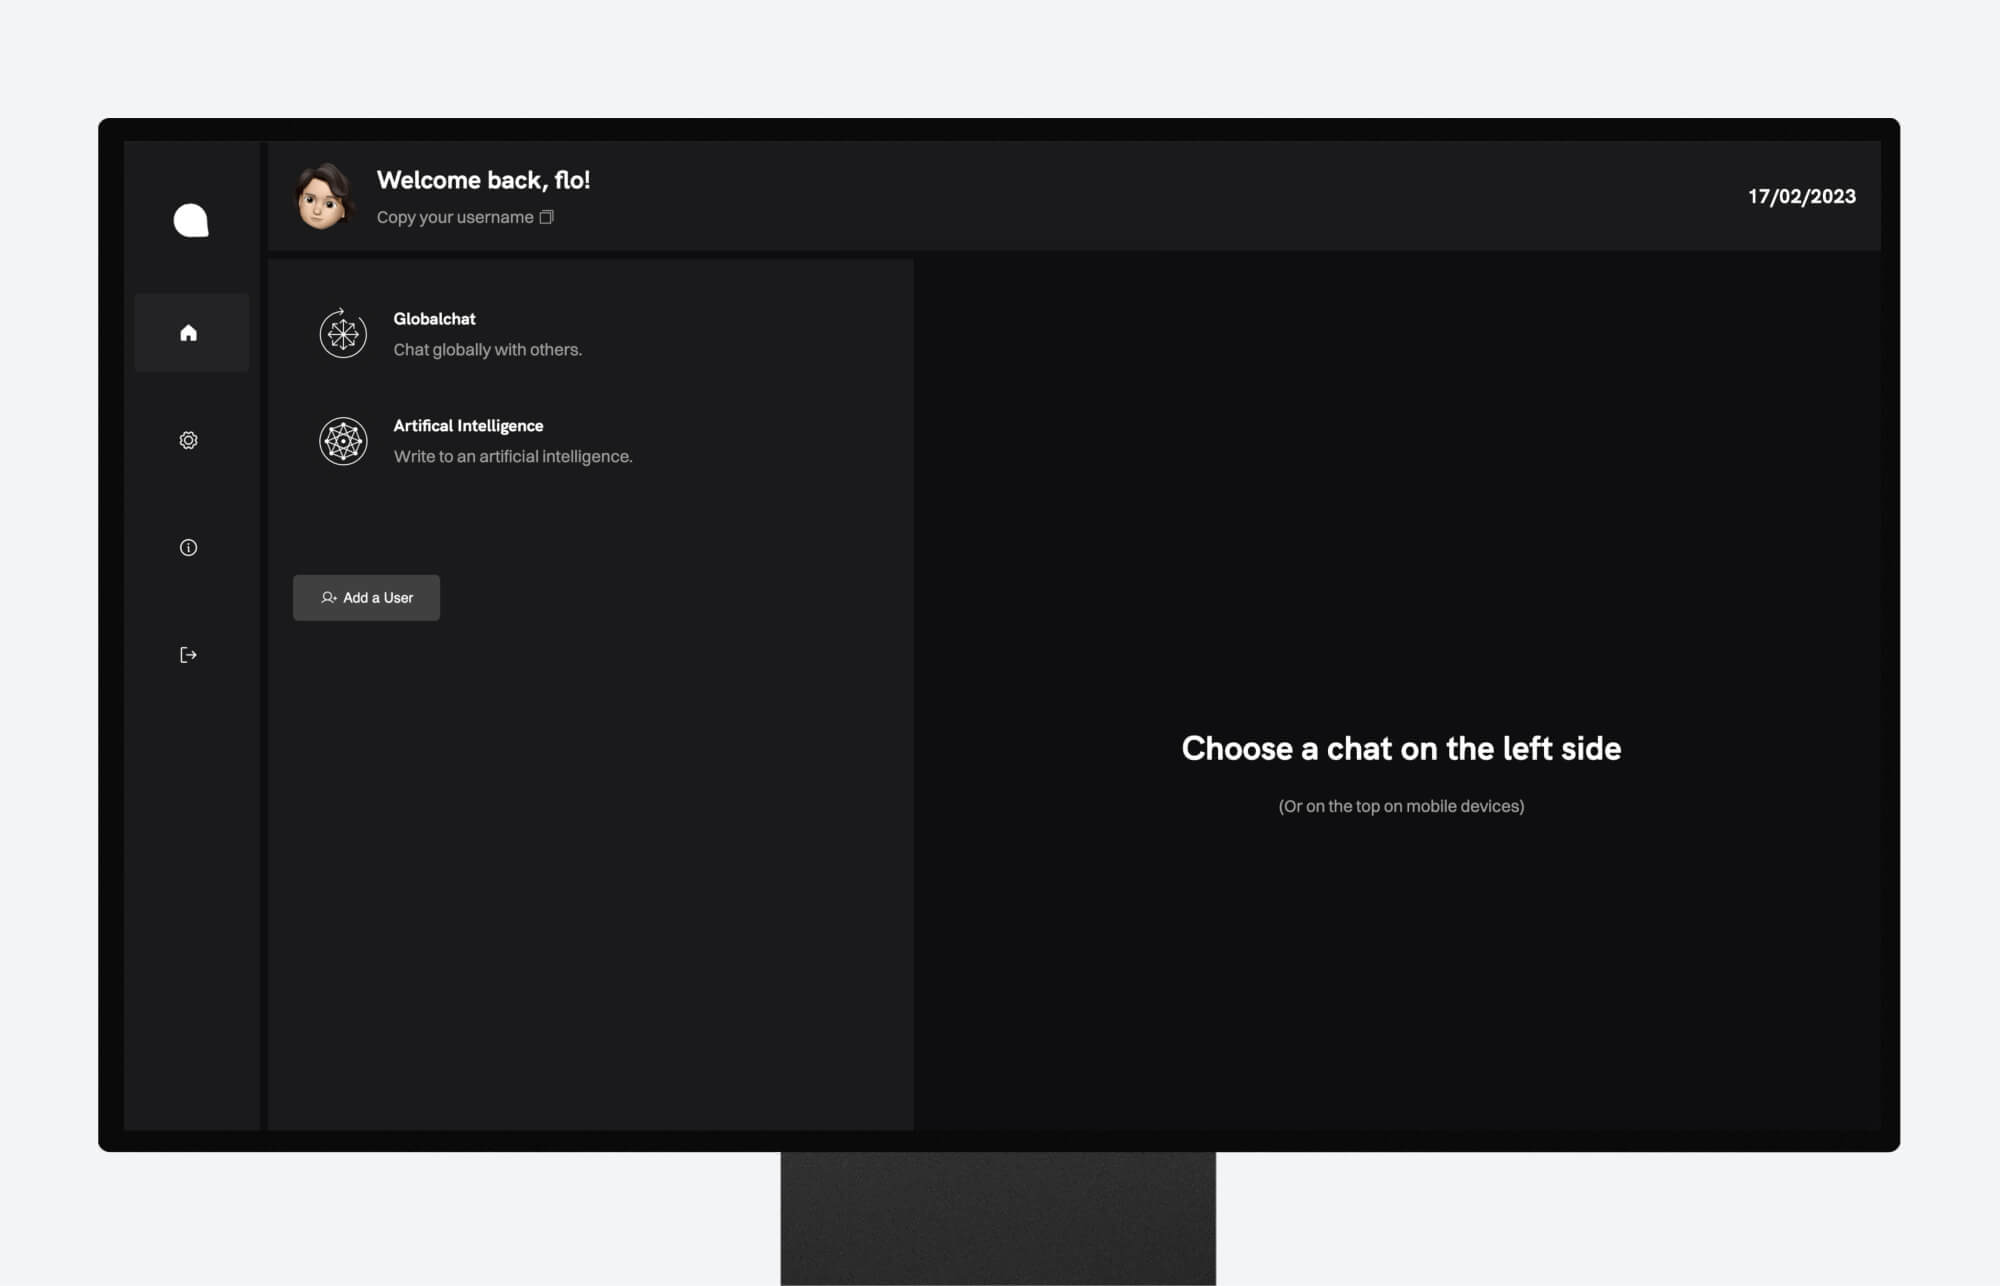 Welcome back, flo!
Copy your username
17/02/2023
Globalchat
Chat globally with others.
Artifical Intelligence
Write to an artificial intelligence.
Add a User
Choose a chat on the left side
(Or on the top on mobile devices)